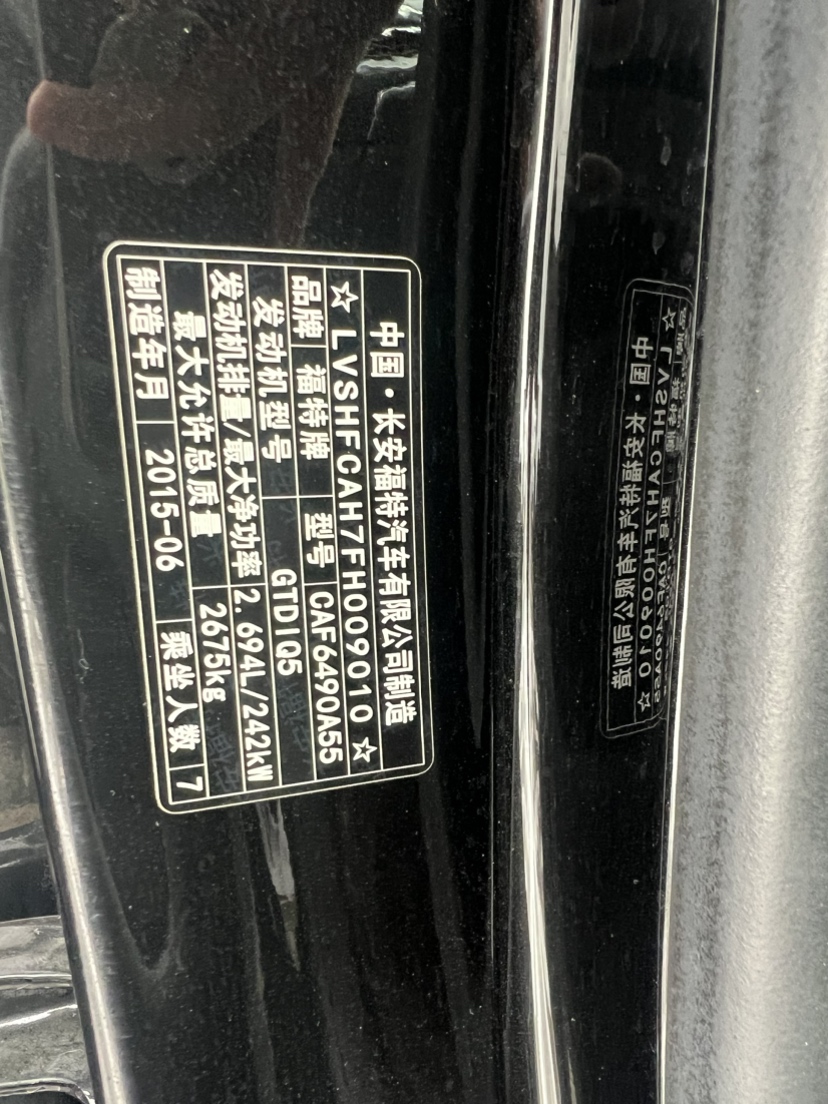 中国·长安福特汽车有限公司制造
☆LVSHFCAH7FH009010☆
品牌 福特牌 型号 CAF6490A55
发动机型号 GTDIQ5
发动机排量/最大净功率 2.694L/242kW
最大允许总质量 2675kg
制造年月 2015-06 乘坐人数 7